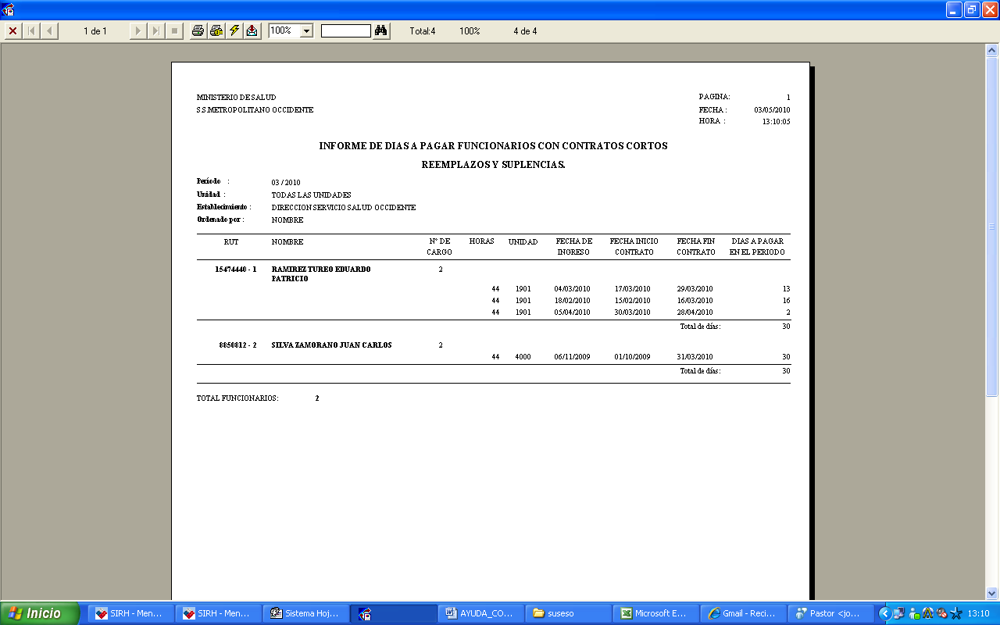 1 de 1 100% Total:4 100% 4 de 4
MINISTERIO DE SALUD PAGINA: 1
S.S.METROPOLITANO OCCIDENTE FECHA : 03/05/2010
HORA : 13:10:05
INFORME DE DIAS A PAGAR FUNCIONARIOS CON CONTRATOS CORTOS
REEMPLAZOS Y SUPLENCIAS.
Período : 03 / 2010
Unidad : TODAS LAS UNIDADES
Establecimiento : DIRECCION SERVICIO SALUD OCCIDENTE
Ordenado por : NOMBRE
RUT NOMBRE N° DE HORAS UNIDAD FECHA DE FECHA INICIO FECHA FIN DIAS A PAGAR
CARGO INGRESO CONTRATO CONTRATO EN EL PERIODO
15474440 - 1 RAMIREZ TUREO EDUARDO 2
PATRICIO
44 1901 04/03/2010 17/03/2010 29/03/2010 13
44 1901 18/02/2010 15/02/2010 16/03/2010 16
44 1901 05/04/2010 30/03/2010 28/04/2010 2
Total de días: 30
8850812 - 2 SILVA ZAMORANO JUAN CARLOS 2
44 4000 06/11/2009 01/10/2009 31/03/2010 30
Total de días: 30
TOTAL FUNCIONARIOS: 2
Inicio SIRH - Men... SIRH - Men... Sistema Hoj... AYUDA_CO... suseso Microsoft E... Gmail - Reci... Pastor <jo... 13:10